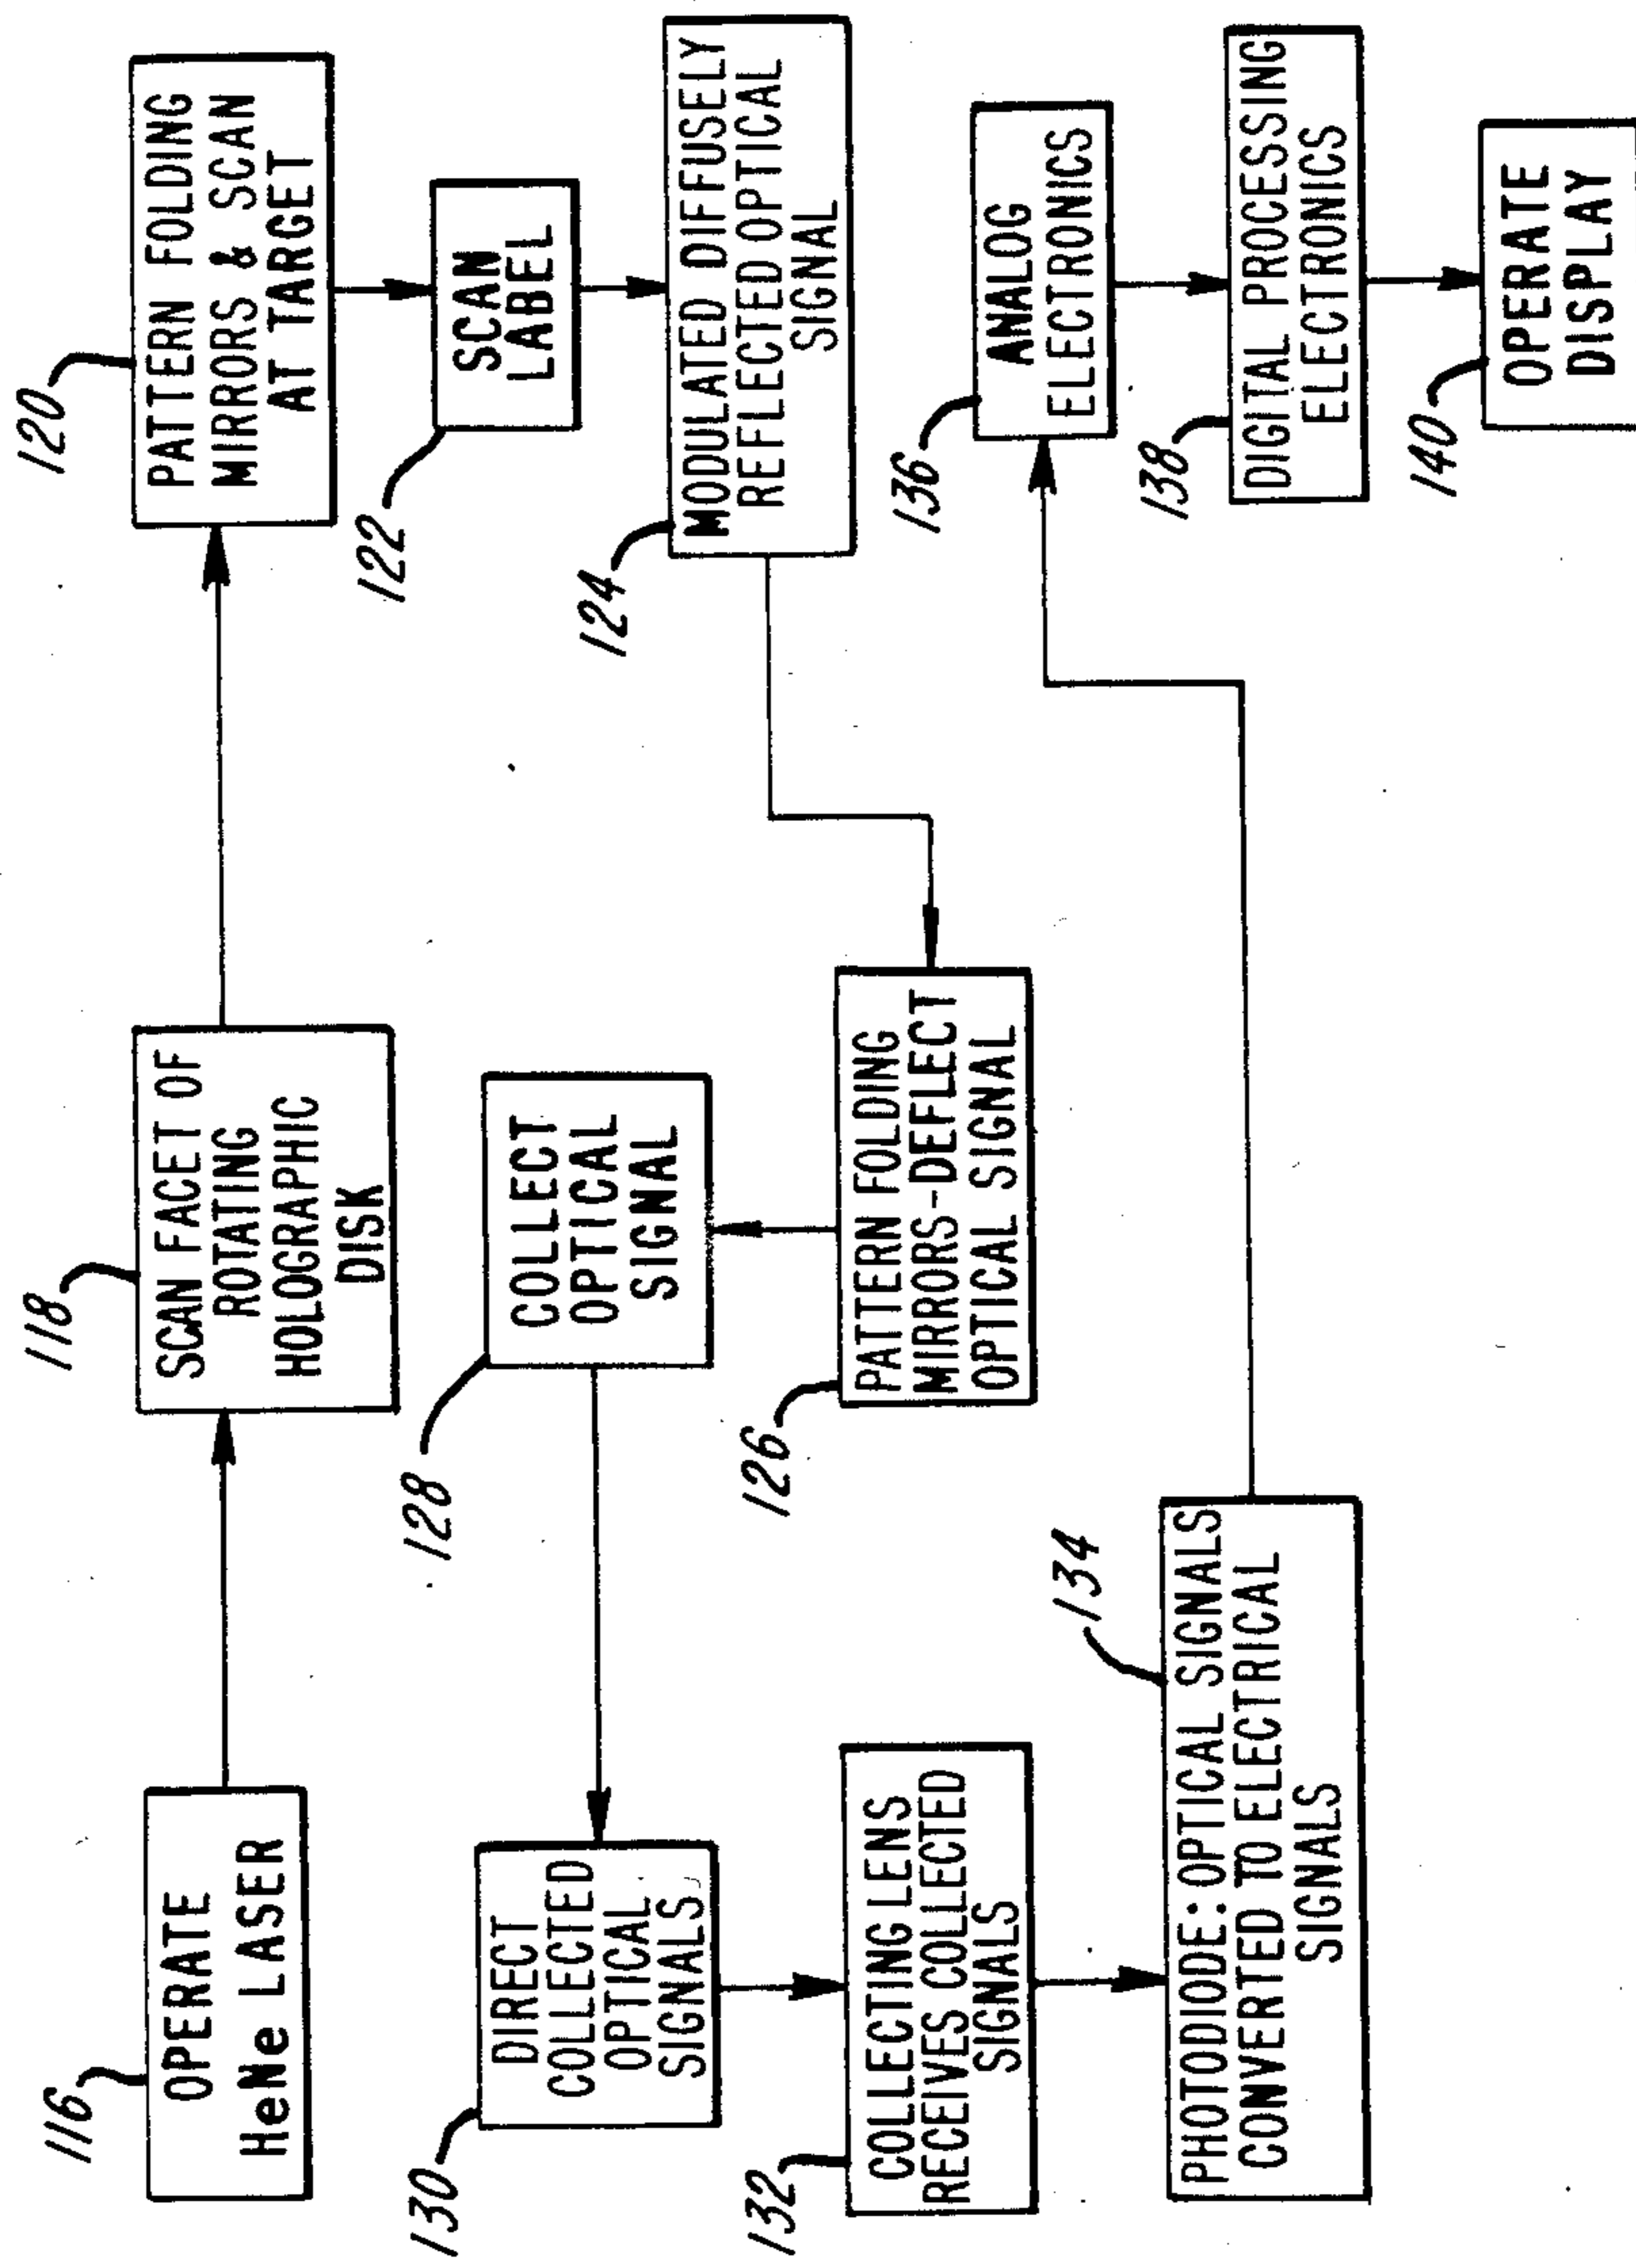 116
OPERATE
HeNe LASER
118
SCAN FACET OF
ROTATING
HOLOGRAPHIC
DISK
120
PATTERN FOLDING
MIRRORS & SCAN
AT TARGET
122
SCAN
LABEL
124
MODULATED DIFFUSELY
REFLECTED OPTICAL
SIGNAL
126
PATTERN FOLDING
MIRRORS-DEFLECT
OPTICAL SIGNAL
128
COLLECT
OPTICAL
SIGNAL
130
DIRECT
COLLECTED
OPTICAL
SIGNALS
132
COLLECTING LENS
RECEIVES COLLECTED
SIGNALS
134
PHOTODIODE: OPTICAL SIGNALS
CONVERTED TO ELECTRICAL
SIGNALS
136
ANALOG
ELECTRONICS
138
DIGITAL PROCESSING
ELECTRONICS
140
OPERATE
DISPLAY